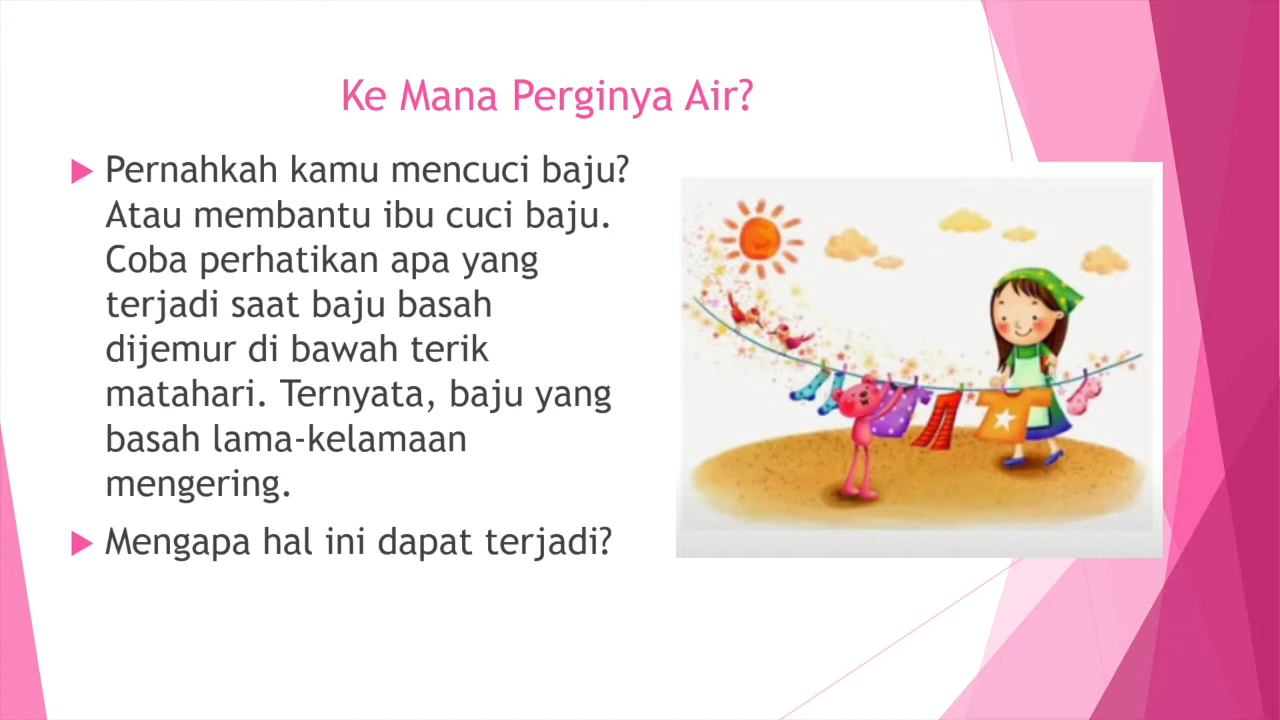 Ke Mana Perginya Air?
Pernahkah kamu mencuci baju?
Atau membantu ibu cuci baju.
Coba perhatikan apa yang
terjadi saat baju basah
dijemur di bawah terik
matahari. Ternyata, baju yang
basah lama-kelamaan
mengering.
Mengapa hal ini dapat terjadi?